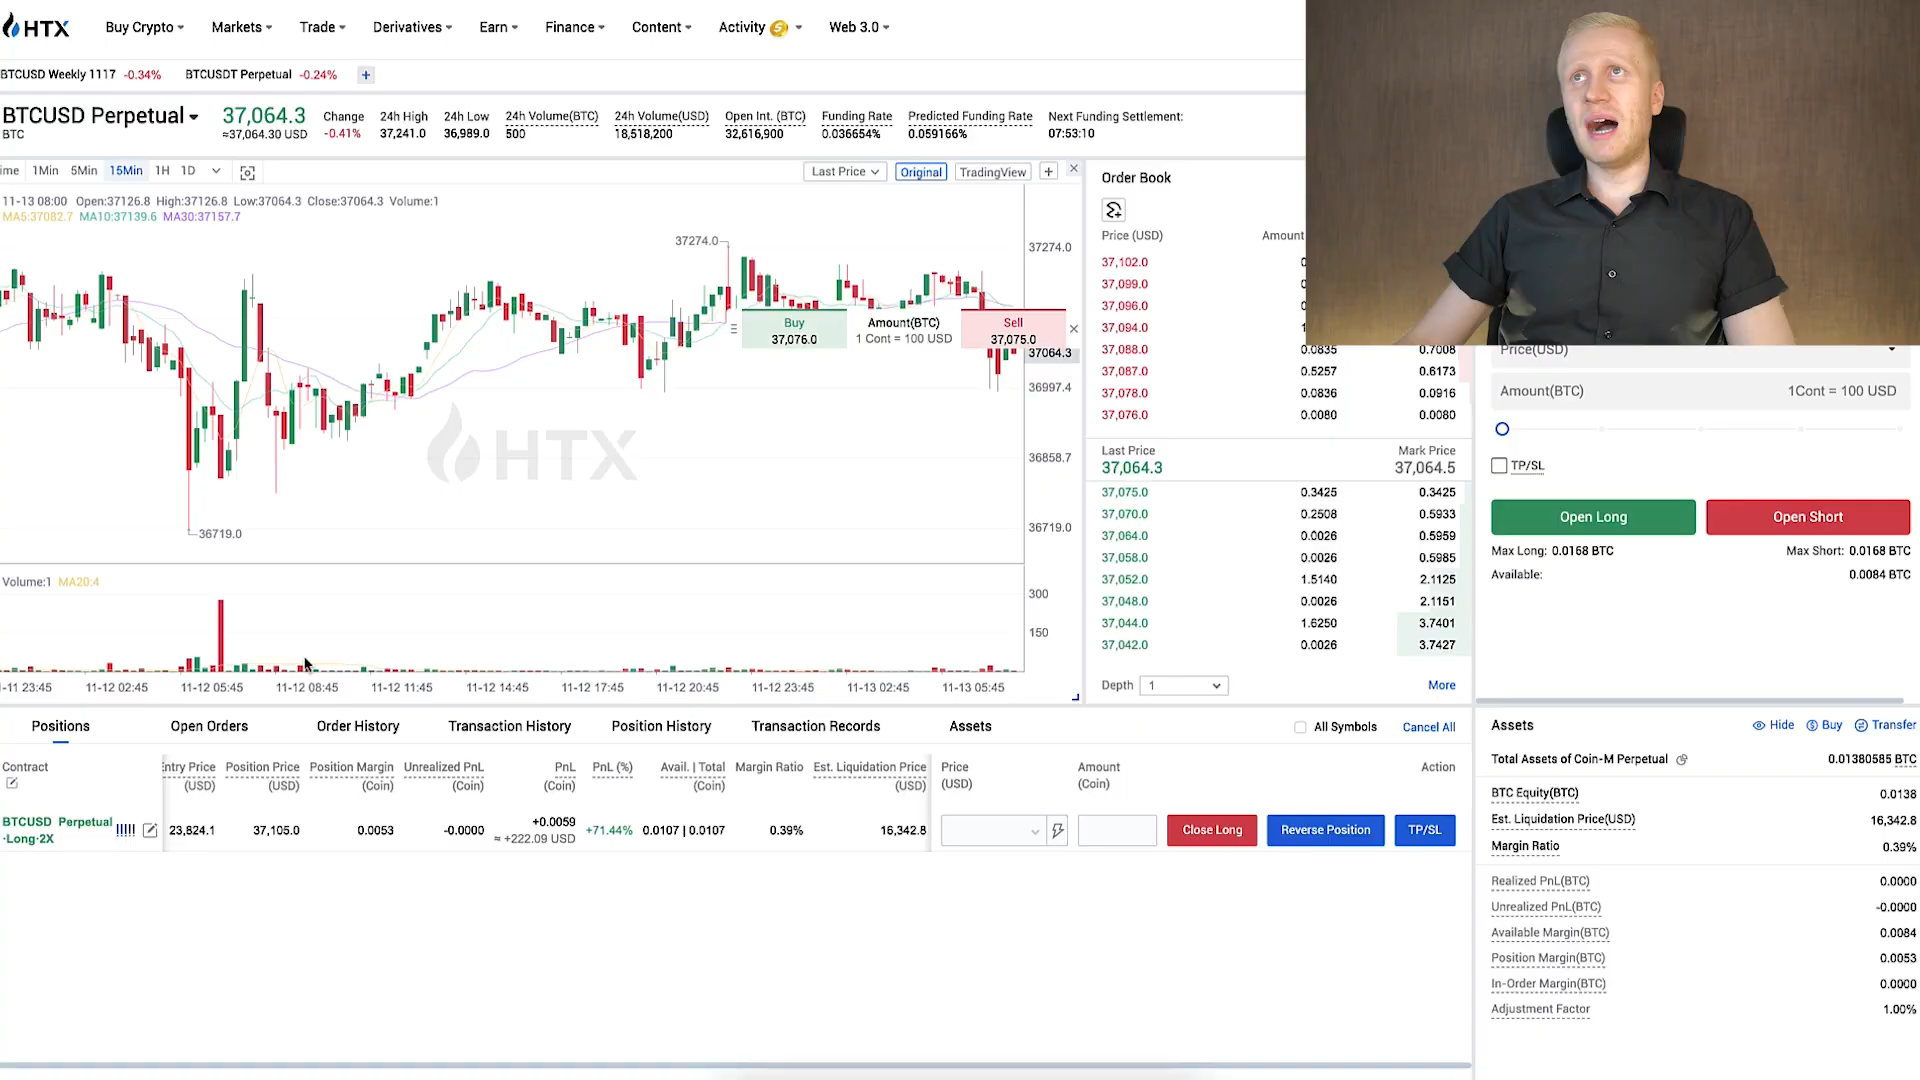 HTX Buy Crypto Markets Trade Derivatives Earn Finance Content Activity Web 3.0
BTCUSD Weekly 1117 -0.34% BTCUSDT Perpetual -0.24% +
BTCUSD Perpetual
BTC
37,064.3
≈37,064.30 USD
Change
-0.41%
24h High
37,241.0
24h Low
36,989.0
24h Volume(BTC)
500
24h Volume(USD)
18,518,200
Open Int. (BTC)
32,616,900
Funding Rate
0.036654%
Predicted Funding Rate
0.059166%
Next Funding Settlement:
07:53:10
ime 1Min 5Min 15Min 1H 1D
Last Price Original TradingView +
11-13 08:00 Open:37126.8 High:37126.8 Low:37064.3 Close:37064.3 Volume:1
MA5:37082.7 MA10:37139.6 MA30:37157.7
37274.0
37274.0
Buy
37,076.0
Amount(BTC)
1 Cont = 100 USD
Sell
37,075.0
37064.3
36997.4
HTX
36858.7
36719.0
36719.0
Volume:1 MA20:4
300
150
-11 23:45 11-12 02:45 11-12 05:45 11-12 08:45 11-12 11:45 11-12 14:45 11-12 17:45 11-12 20:45 11-12 23:45 11-13 02:45 11-13 05:45
Order Book
Price (USD) Amount
37,102.0 0
37,099.0 0
37,096.0 0
37,094.0 1
37,088.0 0.0835 0.7008
37,087.0 0.5257 0.6173
37,078.0 0.0836 0.0916
37,076.0 0.0080 0.0080
Last Price Mark Price
37,064.3 37,064.5
37,075.0 0.3425 0.3425
37,070.0 0.2508 0.5933
37,064.0 0.0026 0.5959
37,058.0 0.0026 0.5985
37,052.0 1.5140 2.1125
37,048.0 0.0026 2.1151
37,044.0 1.6250 3.7401
37,042.0 0.0026 3.7427
Depth 1 More
Price(USD)
Amount(BTC) 1Cont = 100 USD
TP/SL
Open Long Open Short
Max Long: 0.0168 BTC Max Short: 0.0168 BTC
Available: 0.0084 BTC
Positions Open Orders Order History Transaction History Position History Transaction Records Assets
All Symbols Cancel All
Contract
Entry Price
(USD)
Position Price
(USD)
Position Margin
(Coin)
Unrealized PnL
(Coin)
PnL
(Coin)
PnL (%)
Avail. | Total
(Coin)
Margin Ratio
Est. Liquidation Price
(USD)
Price
(USD)
Amount
(Coin)
Action
BTCUSD Perpetual
·Long·2X
23,824.1 37,105.0 0.0053 -0.0000
+0.0059
≈ +222.09 USD
+71.44% 0.0107 | 0.0107 0.39% 16,342.8
Close Long Reverse Position TP/SL
Assets Hide Buy Transfer
Total Assets of Coin-M Perpetual 0.01380585 BTC
BTC Equity(BTC) 0.0138
Est. Liquidation Price(USD) 16,342.8
Margin Ratio 0.39%
Realized PnL(BTC) 0.0000
Unrealized PnL(BTC) -0.0000
Available Margin(BTC) 0.0084
Position Margin(BTC) 0.0053
In-Order Margin(BTC) 0.0000
Adjustment Factor 1.00%